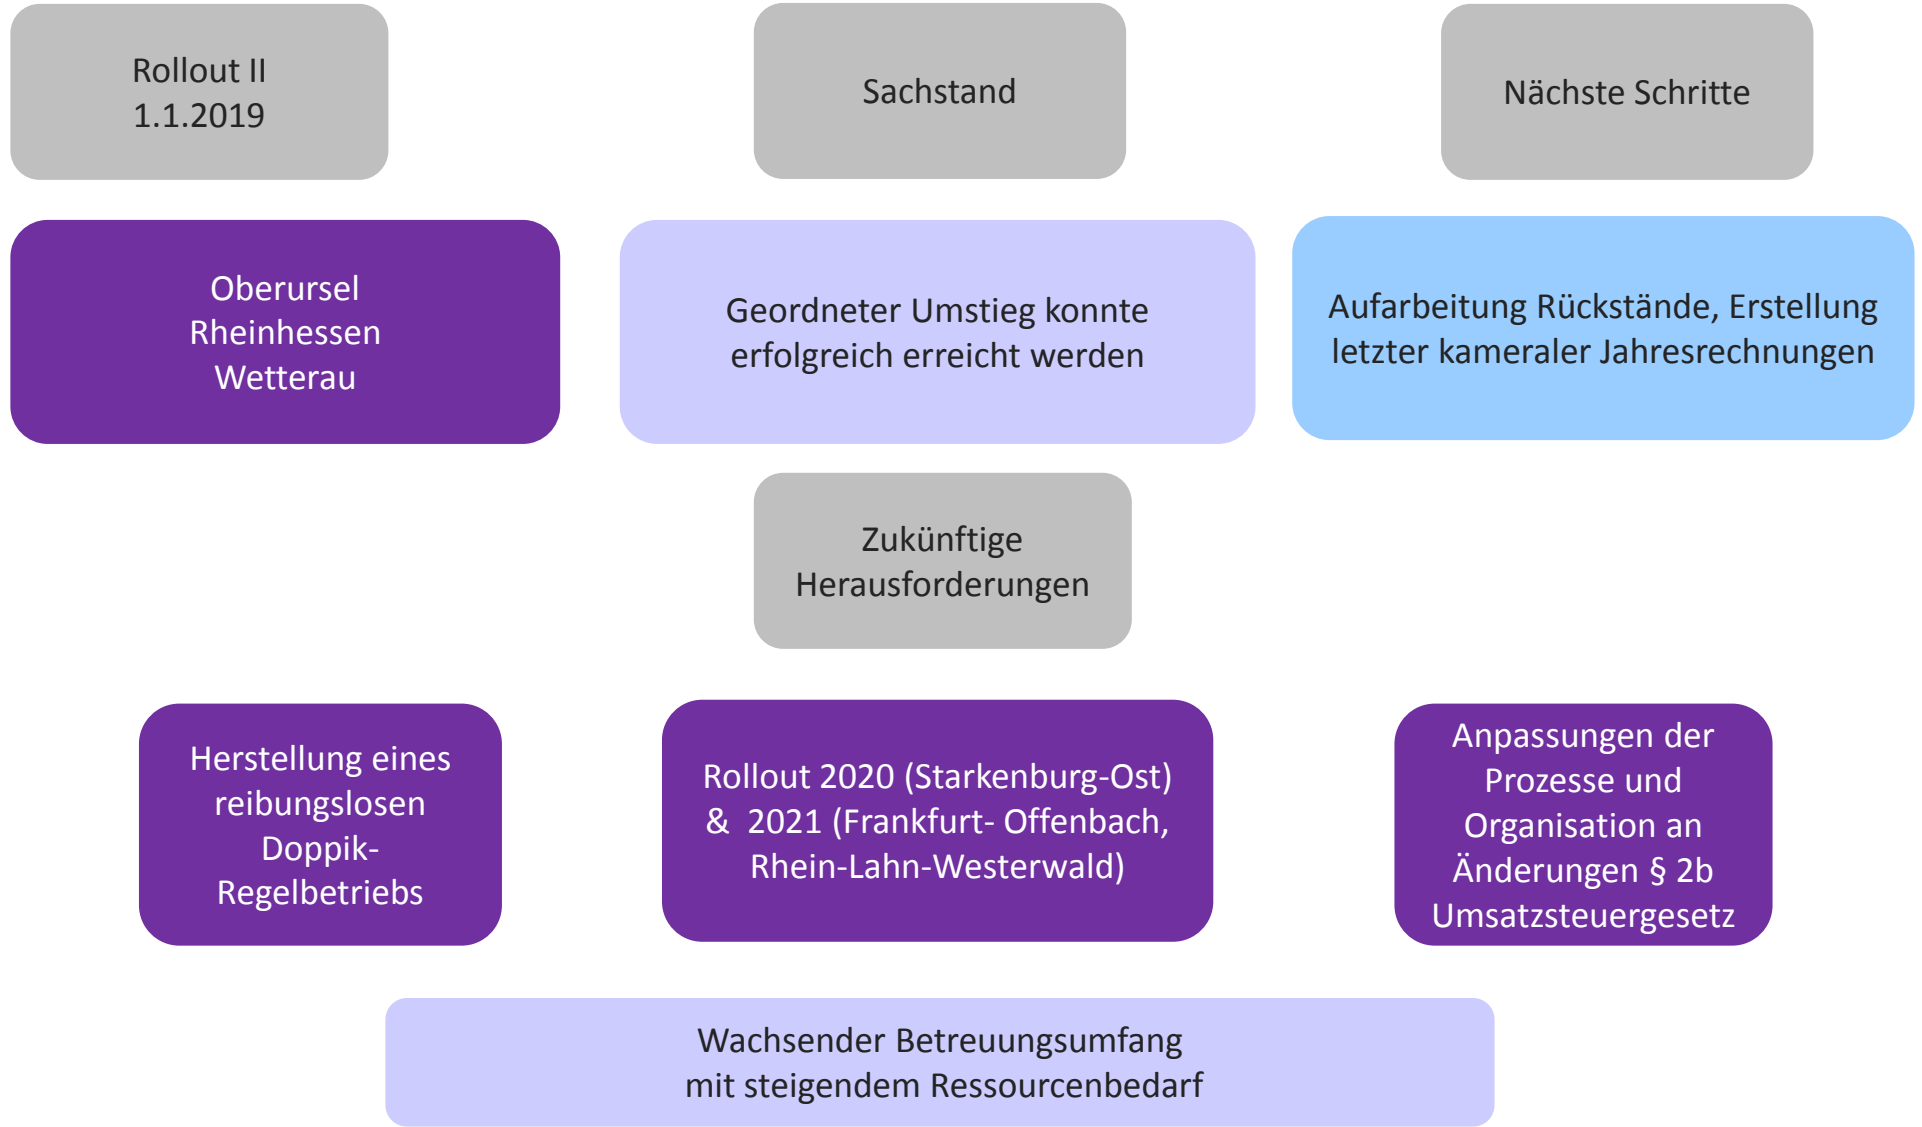 Rollout II
1.1.2019
Sachstand
Nächste Schritte
Oberursel
Rheinhessen
Wetterau
Geordneter Umstieg konnte
erfolgreich erreicht werden
Aufarbeitung Rückstände, Erstellung
letzter kameraler Jahresrechnungen
Zukünftige
Herausforderungen
Herstellung eines
reibungslosen
Doppik-
Regelbetriebs
Rollout 2020 (Starkenburg-Ost)
& 2021 (Frankfurt- Offenbach,
Rhein-Lahn-Westerwald)
Anpassungen der
Prozesse und
Organisation an
Änderungen § 2b
Umsatzsteuergesetz
Wachsender Betreuungsumfang
mit steigendem Ressourcenbedarf